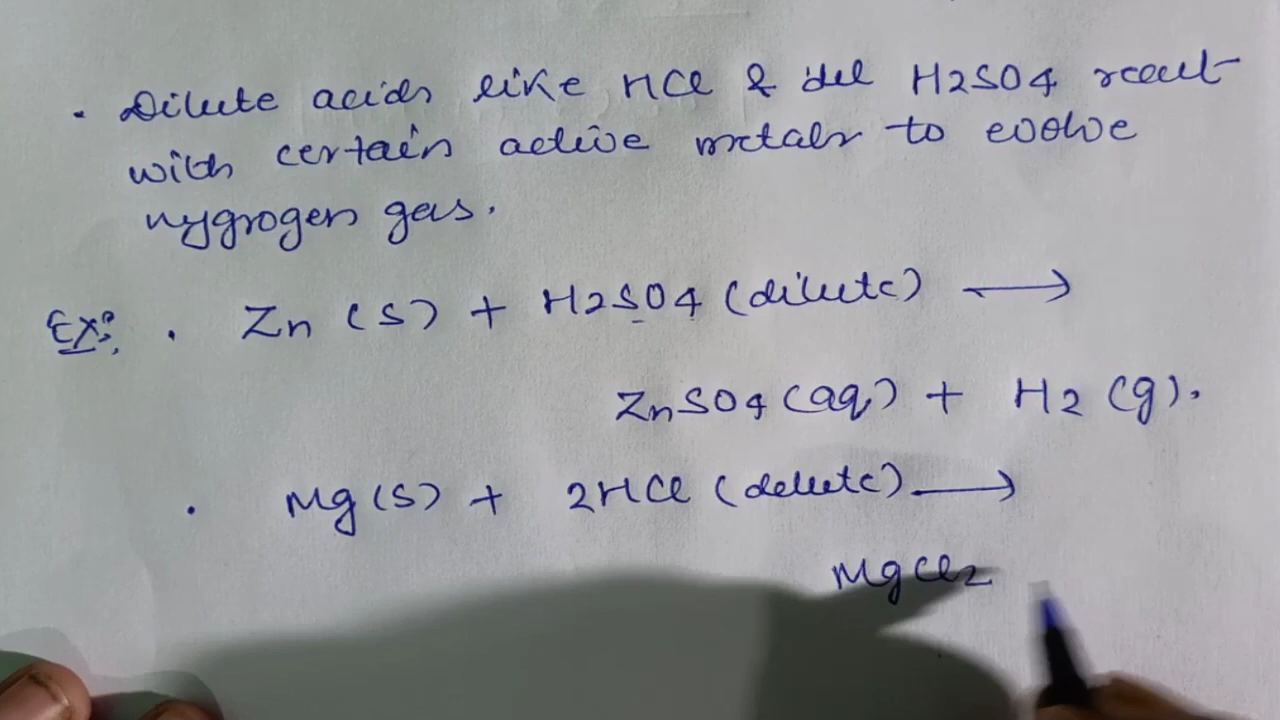 . Dilute acids like HCl & dil H2SO4 react
with certain active metals to evolve
hygrogen gas.
Ex: . Zn (s) + H2SO4 (dilute) →
ZnSO4 (aq) + H2 (g).
. Mg (s) + 2HCl (delute) →
MgCl2